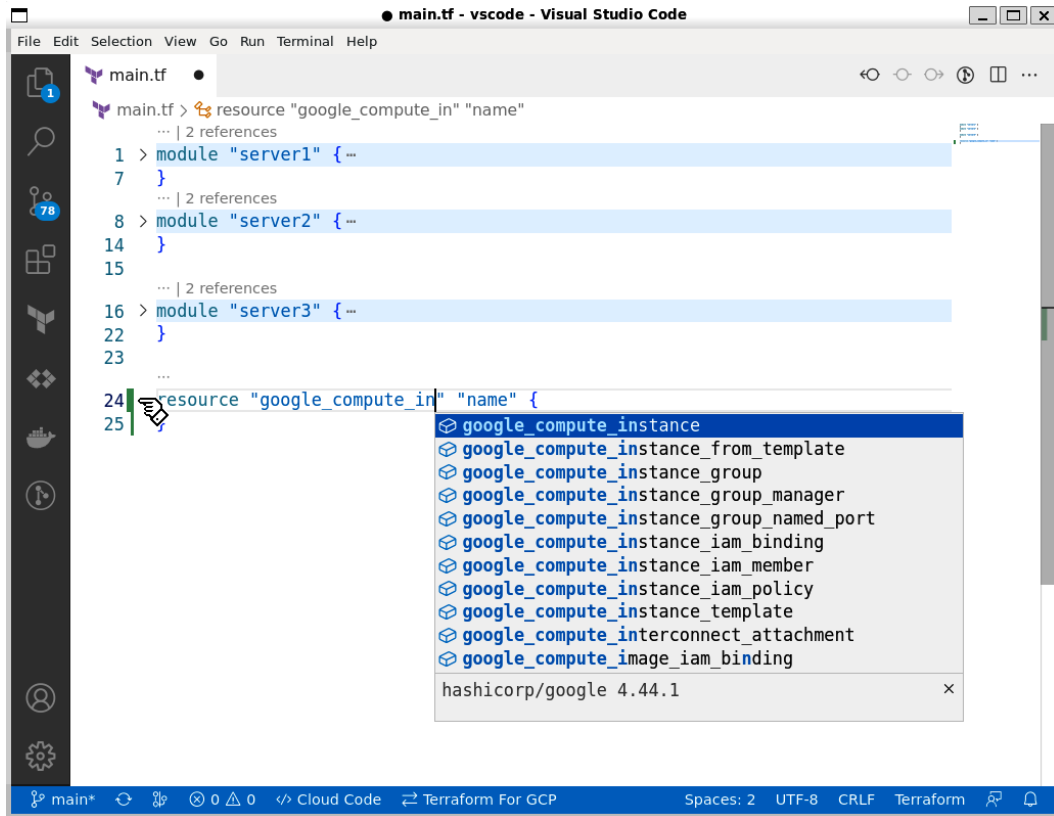 ● main.tf - vscode - Visual Studio Code
File Edit Selection View Go Run Terminal Help
1
main.tf ●
main.tf > resource "google_compute_in" "name"
··· | 2 references
1 > module "server1" {···
7 }
··· | 2 references
78
8 > module "server2" {···
14 }
15
··· | 2 references
16 > module "server3" {···
22 }
23
···
24 resource "google_compute_in" "name" {
25 }
google_compute_instance
google_compute_instance_from_template
google_compute_instance_group
google_compute_instance_group_manager
google_compute_instance_group_named_port
google_compute_instance_iam_binding
google_compute_instance_iam_member
google_compute_instance_iam_policy
google_compute_instance_template
google_compute_interconnect_attachment
google_compute_image_iam_binding
hashicorp/google 4.44.1 ×
main* 0 0 Cloud Code Terraform For GCP Spaces: 2 UTF-8 CRLF Terraform